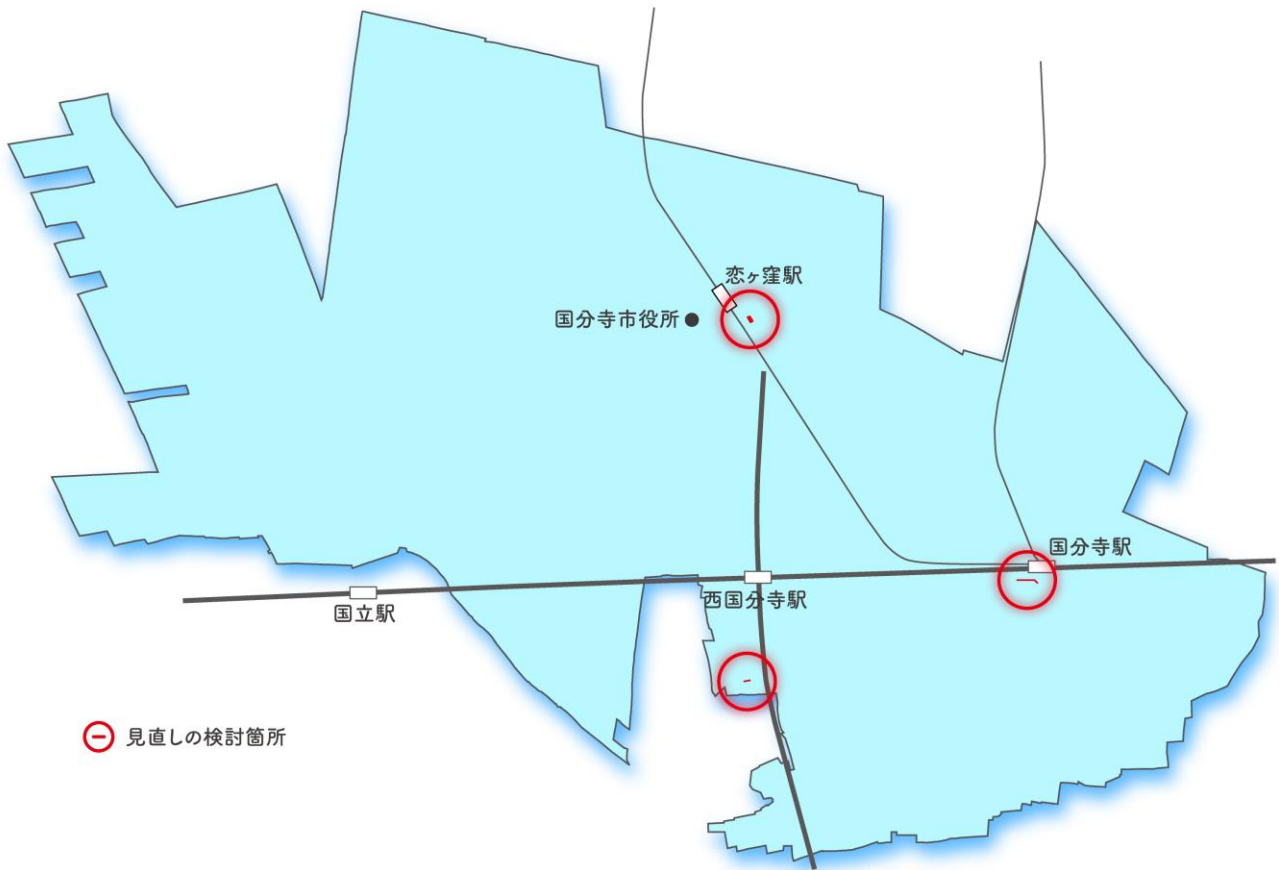 恋ヶ窪駅
国分寺市役所
国分寺駅
西国分寺駅
国立駅
見直しの検討箇所